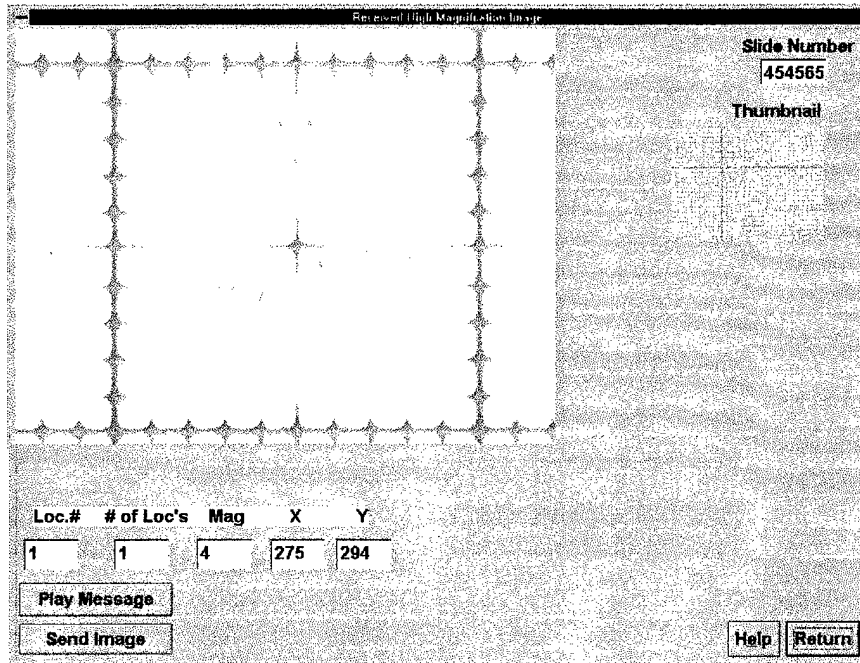 Received High Magnification Image
Slide Number
454565
Thumbnail
Loc.# # of Loc's Mag X Y
1 1 4 275 294
Play Message
Send Image
Help Return